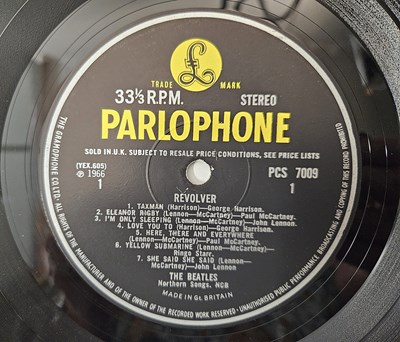 £
TRADE MARK
33⅓ R.P.M. STEREO
PARLOPHONE
SOLD IN U.K. SUBJECT TO RESALE PRICE CONDITIONS, SEE PRICE LISTS
(YEX.605)
℗ 1966
1
PCS 7009
1
REVOLVER
1. TAXMAN (Harrison)—George Harrison.
2. ELEANOR RIGBY (Lennon—McCartney)—Paul McCartney.
3. I'M ONLY SLEEPING (Lennon—McCartney)—John Lennon.
4. LOVE YOU TO (Harrison)—George Harrison.
5. HERE, THERE AND EVERYWHERE
(Lennon—McCartney)—Paul McCartney.
6. YELLOW SUBMARINE (Lennon—McCartney)—
Ringo Starr.
7. SHE SAID SHE SAID (Lennon—
McCartney)—John Lennon
THE BEATLES
Northern Songs. NCB
MADE IN GT. BRITAIN
THE GRAMOPHONE CO. LTD. ALL RIGHTS OF THE MANUFACTURER AND OF THE OWNER OF THE RECORDED WORK RESERVED · UNAUTHORISED PUBLIC PERFORMANCE, BROADCASTING AND COPYING OF THIS RECORD PROHIBITED